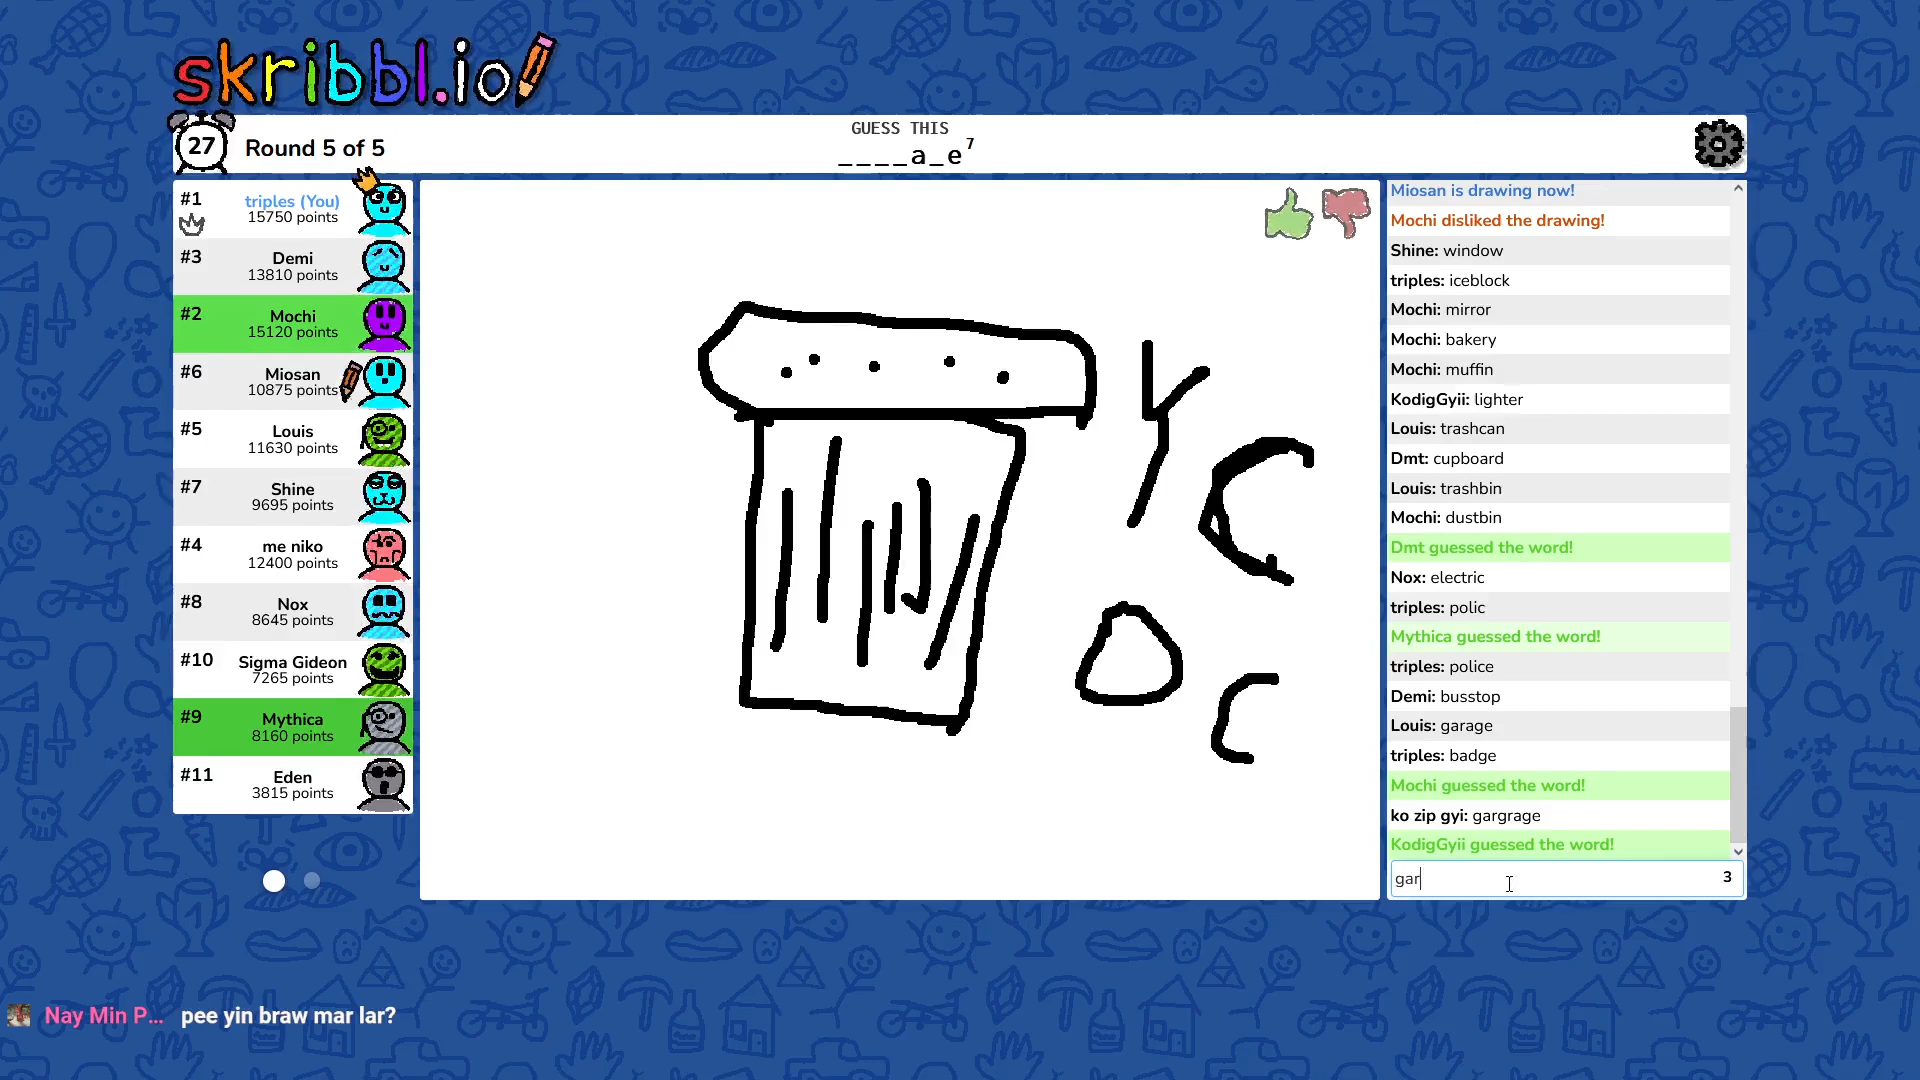 skribbl.io
27
Round 5 of 5
GUESS THIS
____a_e 7
#1
triples (You)
15750 points
#3
Demi
13810 points
#2
Mochi
15120 points
#6
Miosan
10875 points
#5
Louis
11630 points
#7
Shine
9695 points
#4
me niko
12400 points
#8
Nox
8645 points
#10
Sigma Gideon
7265 points
#9
Mythica
8160 points
#11
Eden
3815 points
Miosan is drawing now!
Mochi disliked the drawing!
Shine: window
triples: iceblock
Mochi: mirror
Mochi: bakery
Mochi: muffin
KodigGyii: lighter
Louis: trashcan
Dmt: cupboard
Louis: trashbin
Mochi: dustbin
Dmt guessed the word!
Nox: electric
triples: polic
Mythica guessed the word!
triples: police
Demi: busstop
Louis: garage
triples: badge
Mochi guessed the word!
ko zip gyi: gargrage
KodigGyii guessed the word!
gar 3
Nay Min P... pee yin braw mar lar?